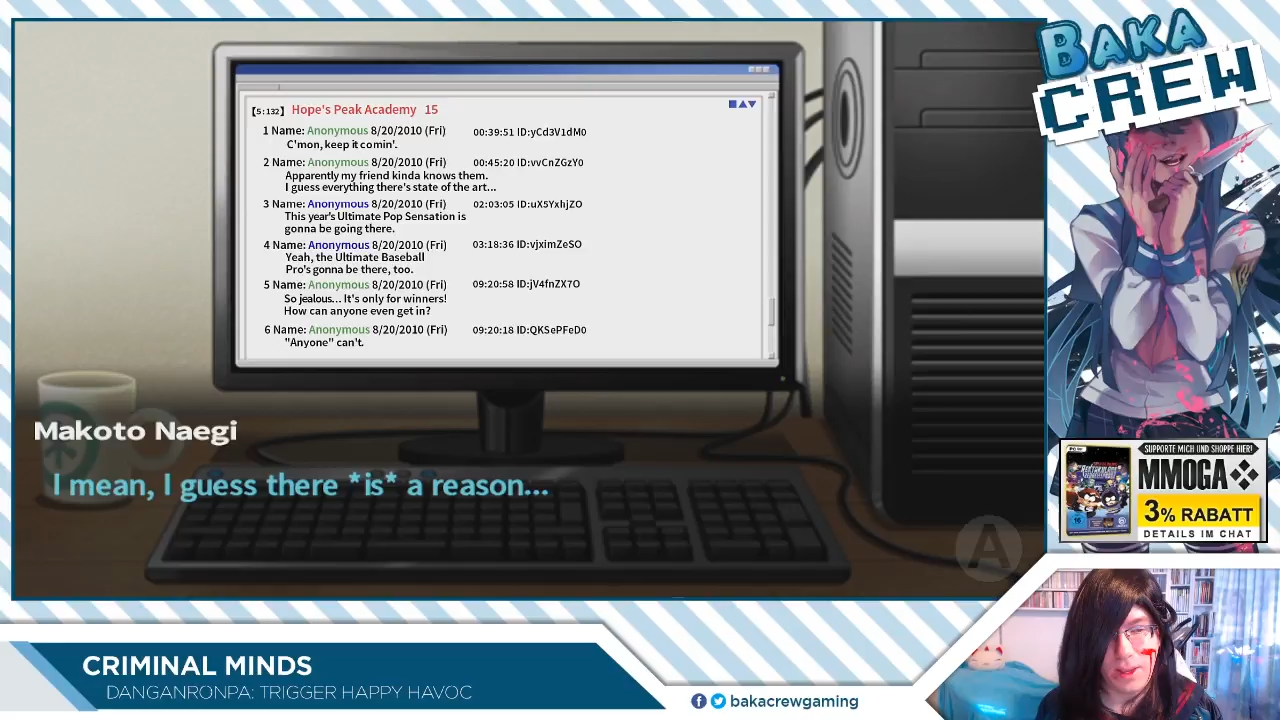 BAKA
CREW
【5:132】 Hope's Peak Academy 15
1 Name: Anonymous 8/20/2010 (Fri) 00:39:51 ID:yCd3V1dM0
C'mon, keep it comin'.
2 Name: Anonymous 8/20/2010 (Fri) 00:45:20 ID:vvCnZGzY0
Apparently my friend kinda knows them.
I guess everything there's state of the art...
3 Name: Anonymous 8/20/2010 (Fri) 02:03:05 ID:uX5YxhjZO
This year's Ultimate Pop Sensation is
gonna be going there.
4 Name: Anonymous 8/20/2010 (Fri) 03:18:36 ID:vjximZeSO
Yeah, the Ultimate Baseball
Pro's gonna be there, too.
5 Name: Anonymous 8/20/2010 (Fri) 09:20:58 ID:jV4fnZX7O
So jealous... It's only for winners!
How can anyone even get in?
6 Name: Anonymous 8/20/2010 (Fri) 09:20:18 ID:QKSePFeD0
"Anyone" can't.
Makoto Naegi
I mean, I guess there *is* a reason...
A
SUPPORTE MICH UND SHOPPE HIER!
MMOGA
3% RABATT
DETAILS IM CHAT
CRIMINAL MINDS
DANGANRONPA: TRIGGER HAPPY HAVOC
bakacrewgaming